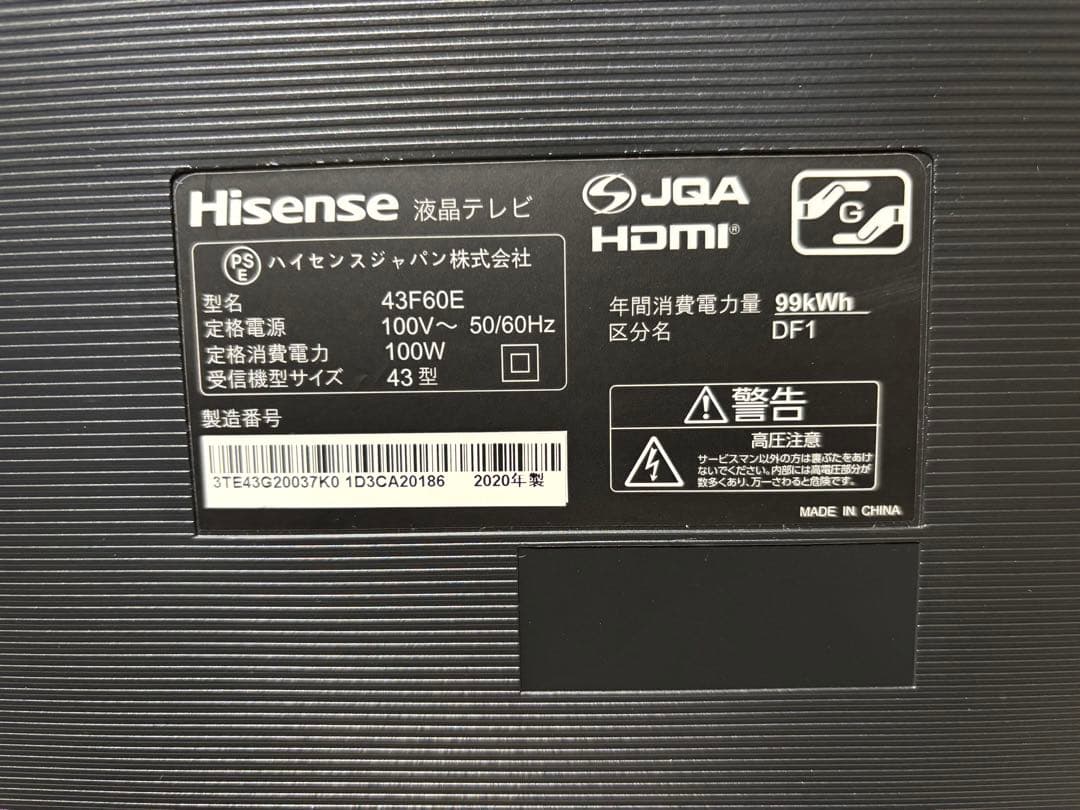 Hisense 液晶テレビ
PS
E
ハイセンスジャパン株式会社
型名 43F60E
定格電源 100V～ 50/60Hz
定格消費電力 100W
受信機型サイズ 43型
製造番号
3TE43G20037K0 1D3CA20186 2020年製
JQA
HDMI®
G
年間消費電力量 99kWh
区分名 DF1
警告
高圧注意
サービスマン以外の方は裏ぶたをあけ
ないでください。内部には高電圧部分が
数多くあり、万一さわると危険です。
MADE IN CHINA